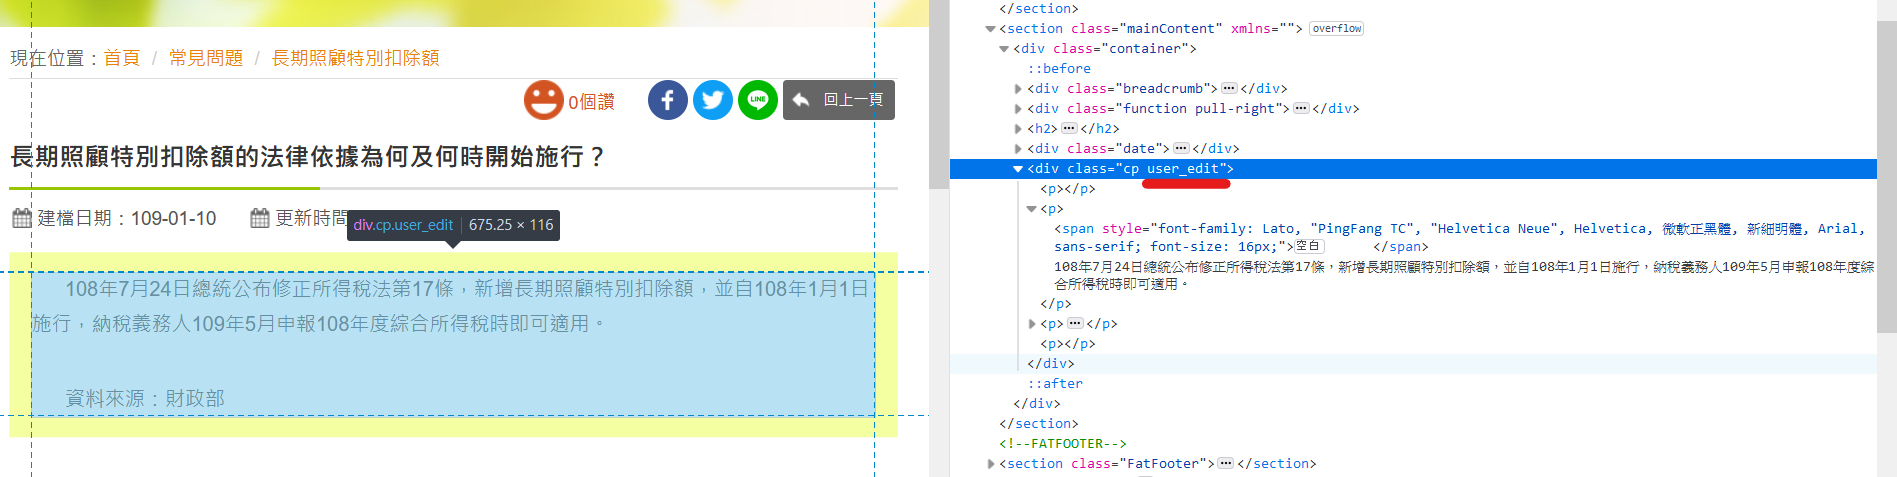 現在位置：首頁 / 常見問題 / 長期照顧特別扣除額
0個讚
回上一頁
長期照顧特別扣除額的法律依據為何及何時開始施行？
建檔日期：109-01-10 更新時間
div.cp.user_edit 675.25 × 116
108年7月24日總統公布修正所得稅法第17條，新增長期照顧特別扣除額，並自108年1月1日
施行，納稅義務人109年5月申報108年度綜合所得稅時即可適用。
資料來源：財政部
</section>
<section class="mainContent" xmlns=""> overflow
<div class="container">
::before
<div class="breadcrumb"> ••• </div>
<div class="function pull-right"> ••• </div>
<h2> ••• </h2>
<div class="date"> ••• </div>
<div class="cp user_edit">
<p></p>
<p>
<span style="font-family: Lato, "PingFang TC", "Helvetica Neue", Helvetica, 微軟正黑體, 新細明體, Arial,
sans-serif; font-size: 16px;"> 空白 </span>
108年7月24日總統公布修正所得稅法第17條，新增長期照顧特別扣除額，並自108年1月1日施行，納稅義務人109年5月申報108年度綜
合所得稅時即可適用。
</p>
<p> ••• </p>
<p></p>
</div>
::after
</div>
</section>
<!--FATFOOTER-->
<section class="FatFooter"> ••• </section>